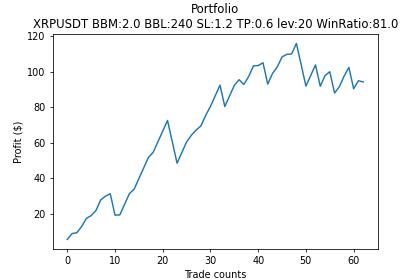 Portfolio
XRPUSDT BBM:2.0 BBL:240 SL:1.2 TP:0.6 lev:20 WinRatio:81.0
120
100
80
60
40
20
Profit ($)
0 10 20 30 40 50 60
Trade counts